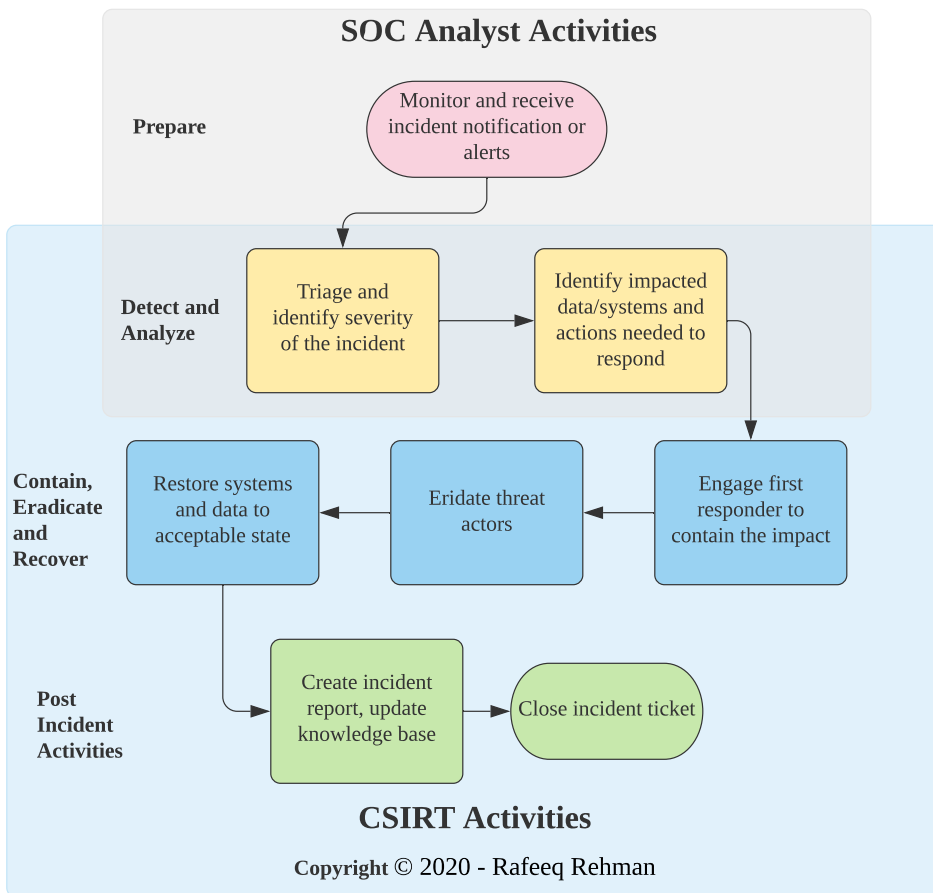 SOC Analyst Activities
Prepare
Monitor and receive
incident notification or
alerts
Detect and
Analyze
Triage and
identify severity
of the incident
Identify impacted
data/systems and
actions needed to
respond
Contain,
Eradicate
and
Recover
Restore systems
and data to
acceptable state
Eridate threat
actors
Engage first
responder to
contain the impact
Post
Incident
Activities
Create incident
report, update
knowledge base
Close incident ticket
CSIRT Activities
Copyright © 2020 - Rafeeq Rehman